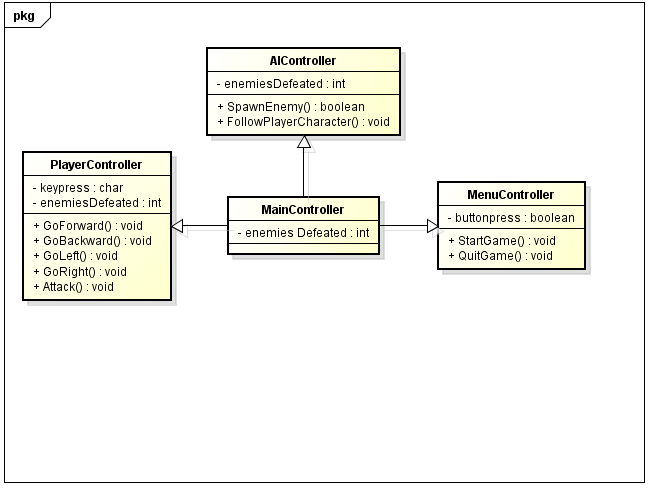 pkg
AIController
- enemiesDefeated : int
+ SpawnEnemy() : boolean
+ FollowPlayerCharacter() : void
PlayerController
- keypress : char
- enemiesDefeated : int
+ GoForward() : void
+ GoBackward() : void
+ GoLeft() : void
+ GoRight() : void
+ Attack() : void
MainController
- enemies Defeated : int
MenuController
- buttonpress : boolean
+ StartGame() : void
+ QuitGame() : void